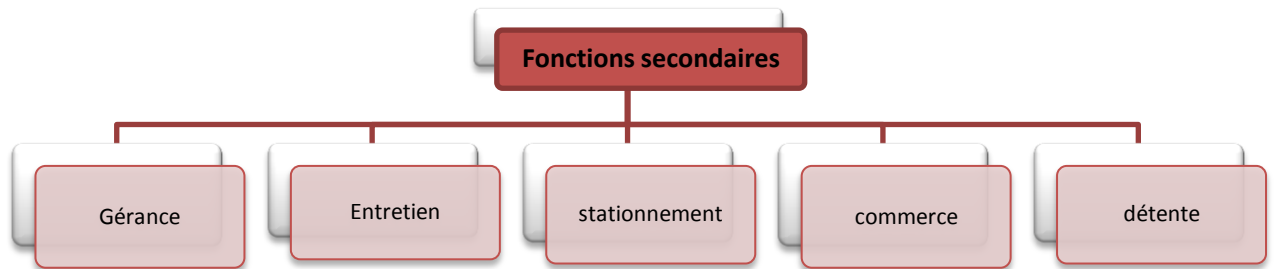 Fonctions secondaires
Gérance
Entretien
stationnement
commerce
détente